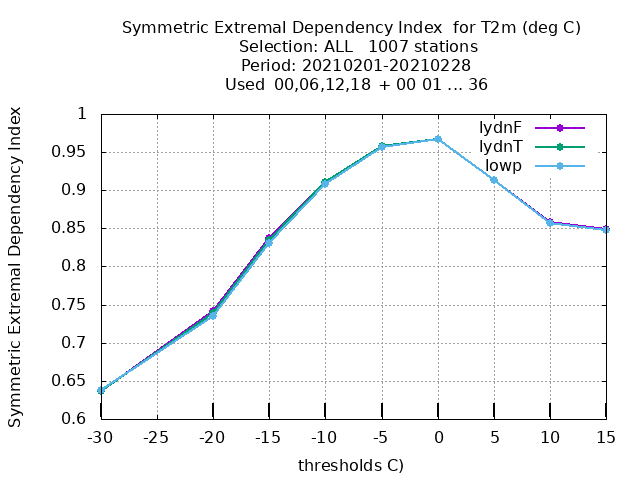 Symmetric Extremal Dependency Index  for T2m (deg C)
Selection: ALL   1007 stations
Period: 20210201-20210228
Used  00,06,12,18  + 00 01 ... 36
Symmetric Extremal Dependency Index
1
0.95
0.9
0.85
0.8
0.75
0.7
0.65
0.6
lydnF
lydnT
lowp
-30 -25 -20 -15 -10 -5 0 5 10 15
thresholds C)